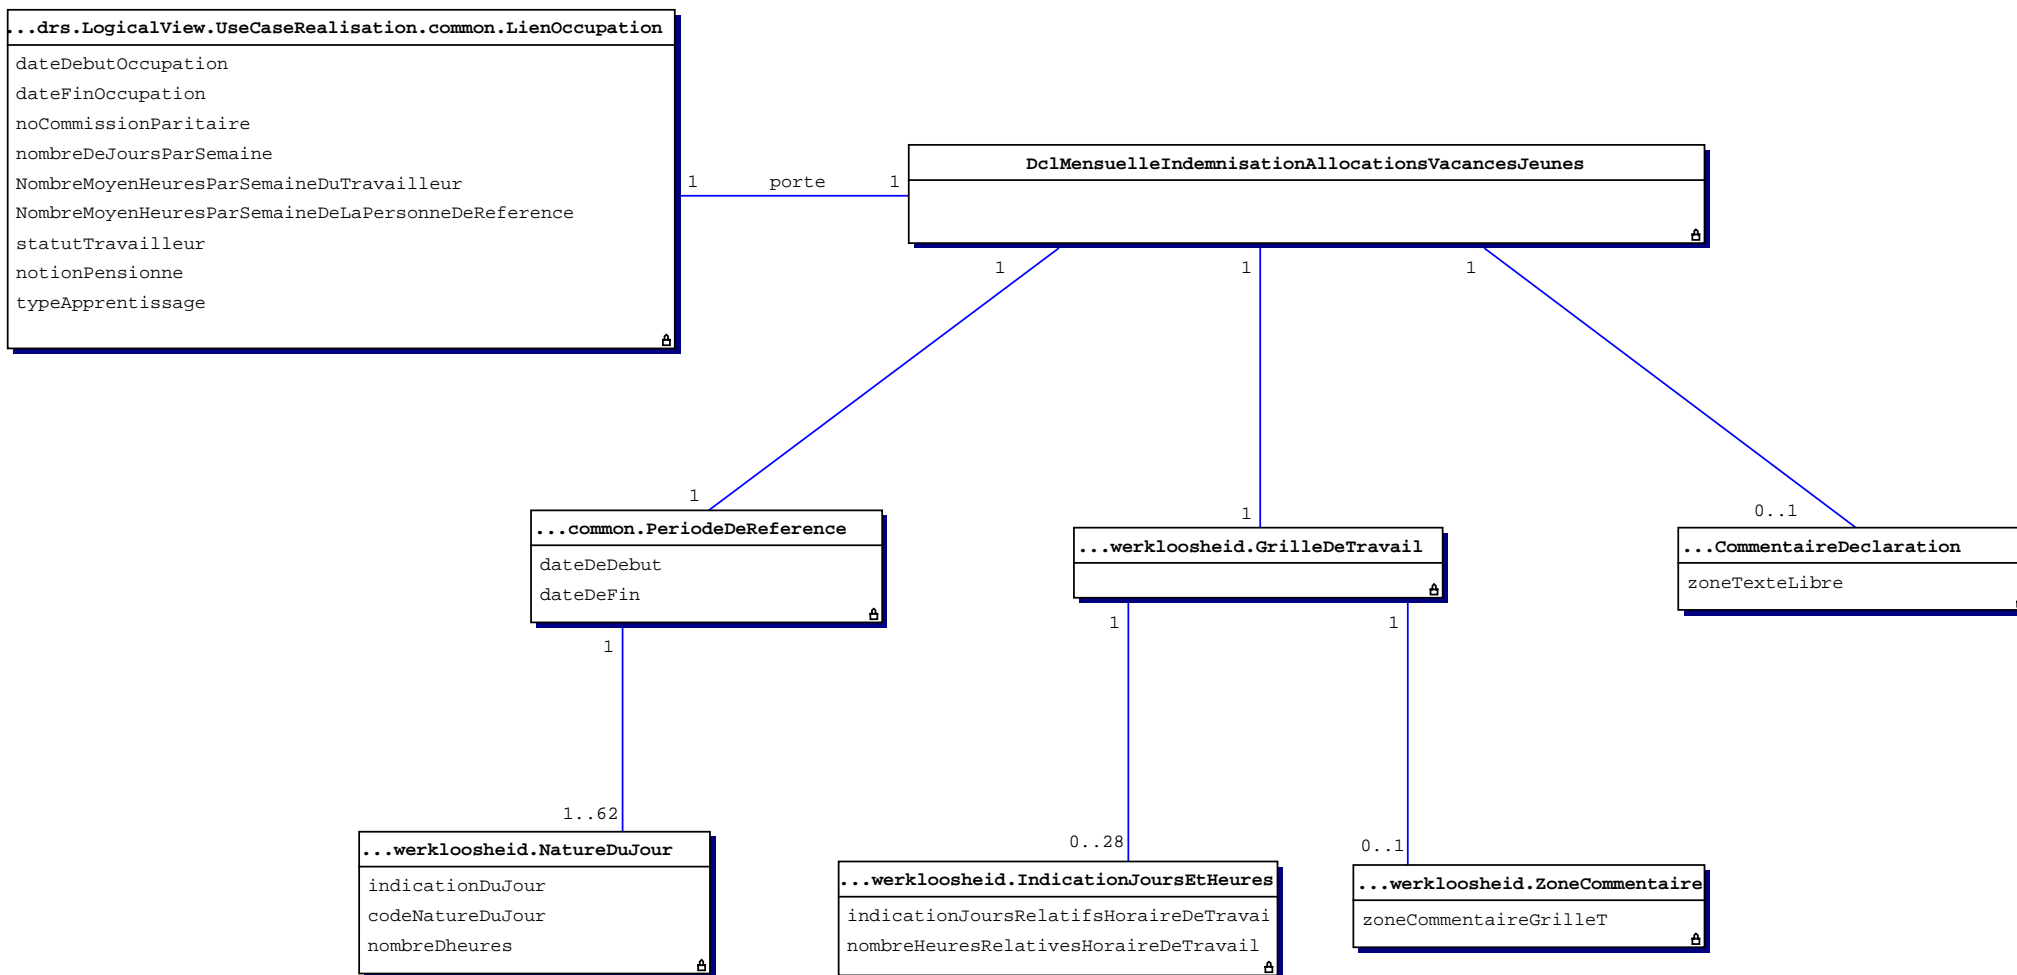 ...drs.LogicalView.UseCaseRealisation.common.LienOccupation
dateDebutOccupation
dateFinOccupation
noCommissionParitaire
nombreDeJoursParSemaine
NombreMoyenHeuresParSemaineDuTravailleur
NombreMoyenHeuresParSemaineDeLaPersonneDeReference
statutTravailleur
notionPensionne
typeApprentissage
1 porte 1
DclMensuelleIndemnisationAllocationsVacancesJeunes
1 1 1
1 1 0..1
...common.PeriodeDeReference
dateDeDebut
dateDeFin
...werkloosheid.GrilleDeTravail
...CommentaireDeclaration
zoneTexteLibre
1 1 1
1..62 0..28 0..1
...werkloosheid.NatureDuJour
indicationDuJour
codeNatureDuJour
nombreDheures
...werkloosheid.IndicationJoursEtHeures
indicationJoursRelatifsHoraireDeTravai
nombreHeuresRelativesHoraireDeTravail
...werkloosheid.ZoneCommentaire
zoneCommentaireGrilleT